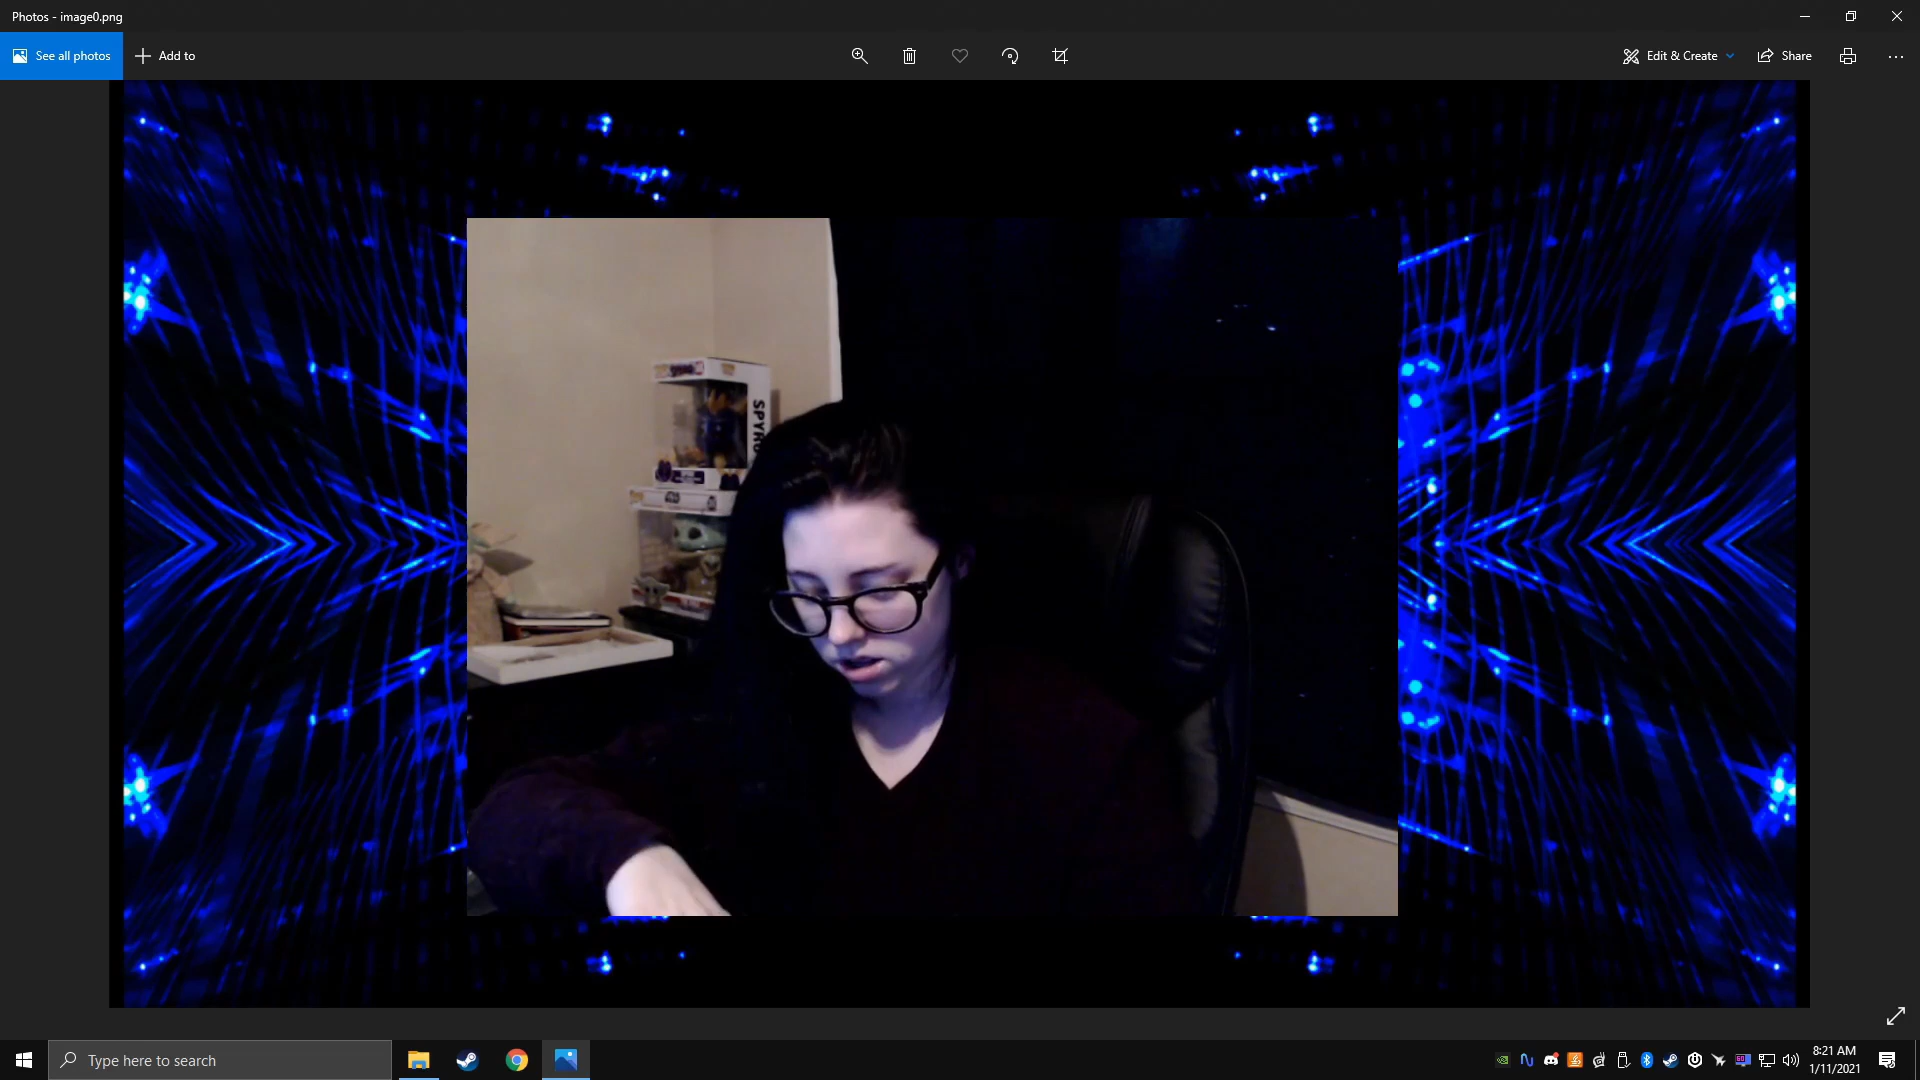 Photos - image0.png
See all photos
Add to
Edit & Create
Share
SPYRO
Type here to search
8:21 AM
1/11/2021